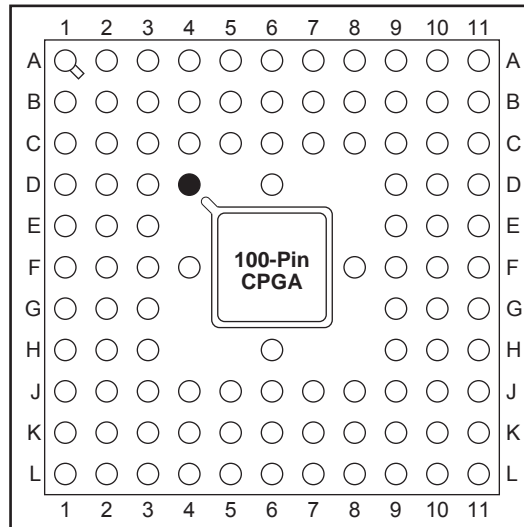 1 2 3 4 5 6 7 8 9 10 11
A A
B B
C C
D D
E E
F 100-Pin F
CPGA
G G
H H
J J
K K
L L
1 2 3 4 5 6 7 8 9 10 11